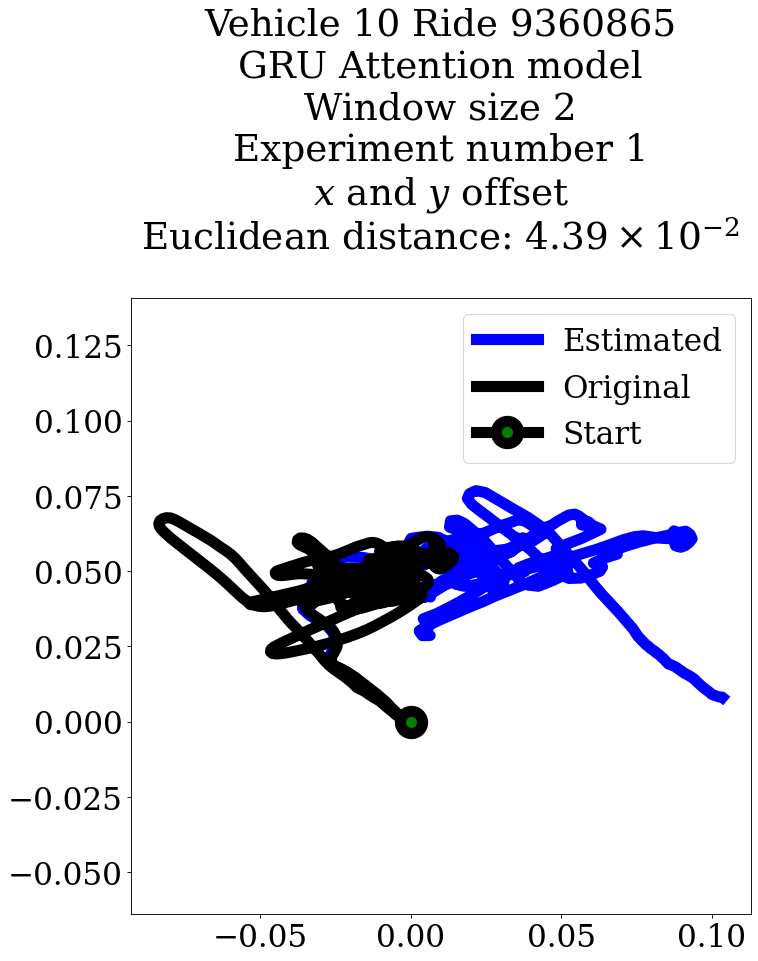 Vehicle 10 Ride 9360865
GRU Attention model
Window size 2
Experiment number 1
x and y offset
Euclidean distance: 4.39 × 10⁻²
Estimated
Original
Start
0.125
0.100
0.075
0.050
0.025
0.000
−0.025
−0.050
−0.05 0.00 0.05 0.10